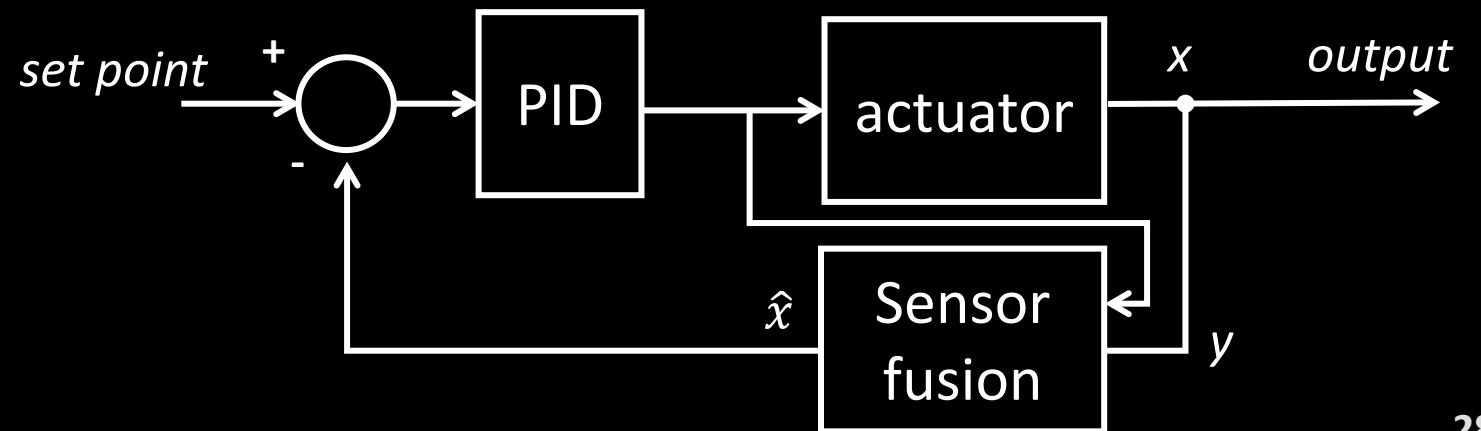 set point
+
-
PID
actuator
x
output
x̂
Sensor
fusion
y